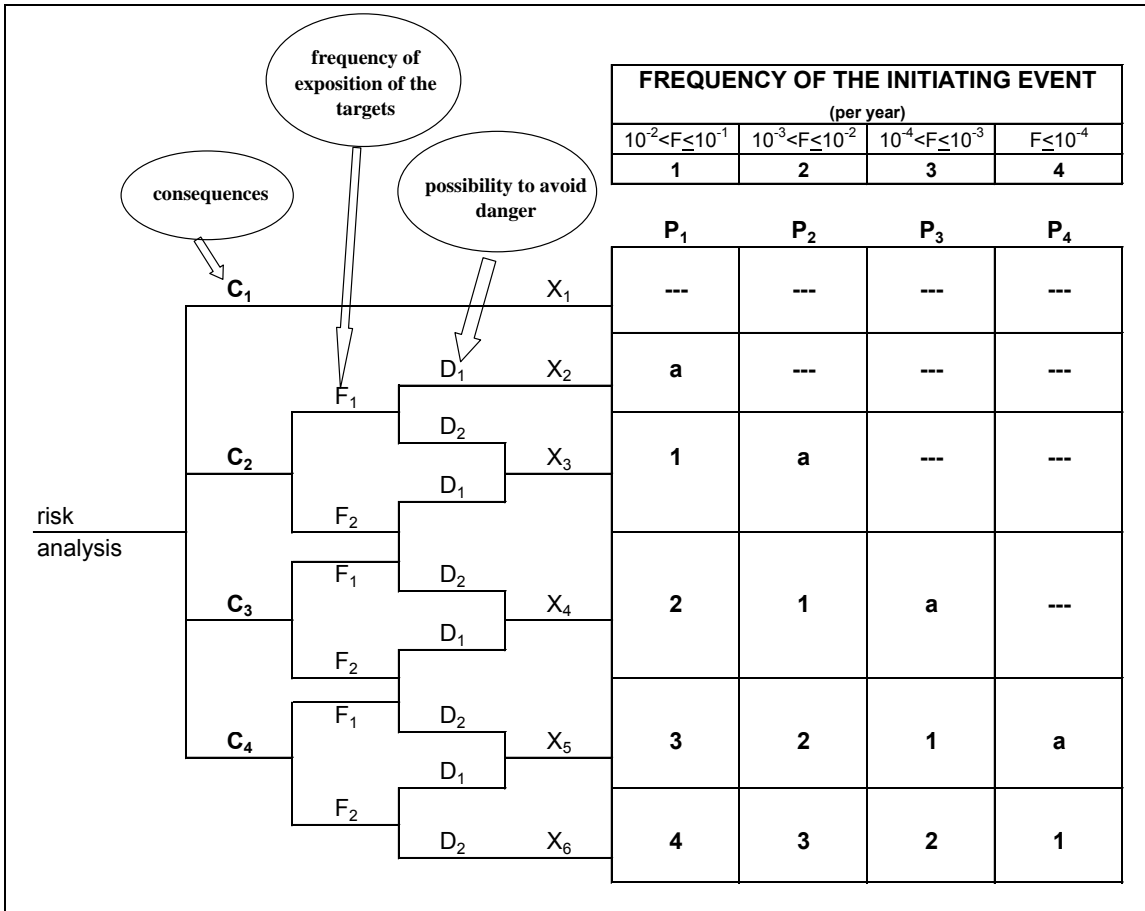 frequency of
exposition of the
targets
consequences
possibility to avoid
danger
FREQUENCY OF THE INITIATING EVENT
(per year)
10⁻²<F≤10⁻¹ 10⁻³<F≤10⁻² 10⁻⁴<F≤10⁻³ F≤10⁻⁴
1 2 3 4
P₁ P₂ P₃ P₄
C₁ X₁ --- --- --- ---
D₁ X₂ a --- --- ---
F₁
D₂
C₂ X₃ 1 a --- ---
D₁
F₂
risk
analysis
F₁ D₂
C₃ X₄ 2 1 a ---
D₁
F₂
F₁ D₂
C₄ X₅ 3 2 1 a
D₁
F₂
D₂ X₆ 4 3 2 1